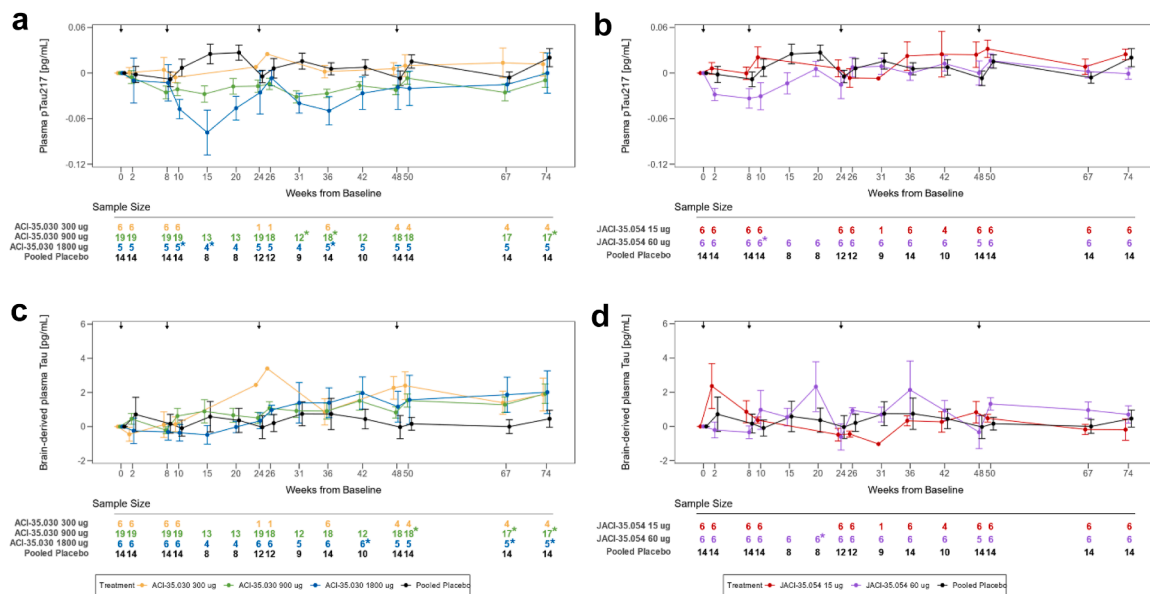 a
0.06
0
-0.06
-0.12
Plasma pTau217 [pg/mL]
0 2 8 10 15 20 24 26 31 36 42 48 50 67 74
Weeks from Baseline
Sample Size
ACI-35.030 300 ug 6 6 6 6 1 1 6 4 4 4 4
ACI-35.030 900 ug 19 19 19 19 13 13 19 18 12* 18* 12 18 18 17 17*
ACI-35.030 1800 ug 5 5 5 5* 4* 4 5 5 5 5* 5 5 5 5 5
Pooled Placebo 14 14 14 14 8 8 12 12 9 14 10 14 14 14 14
b
0.06
0
-0.06
-0.12
Plasma pTau217 [pg/mL]
0 2 8 10 15 20 24 26 31 36 42 48 50 67 74
Weeks from Baseline
Sample Size
JACI-35.054 15 ug 6 6 6 6 6 6 1 6 4 6 6 6 6
JACI-35.054 60 ug 6 6 6 6* 6 6 6 6 6 6 6 5 6 6 6
Pooled Placebo 14 14 14 14 8 8 12 12 9 14 10 14 14 14 14
c
6
4
2
0
-2
Brain-derived plasma Tau [pg/mL]
0 2 8 10 15 20 24 26 31 36 42 48 50 67 74
Weeks from Baseline
Sample Size
ACI-35.030 300 ug 6 6 6 6 1 1 6 4 4 4 4
ACI-35.030 900 ug 19 19 19 19 13 13 19 18 12 18 12 18 18* 17* 17*
ACI-35.030 1800 ug 6 6 6 6 4 4 6 6 6 6 6* 5 5 5* 5*
Pooled Placebo 14 14 14 14 8 8 12 12 9 14 10 14 14 14 14
Treatment ACI-35.030 300 ug ACI-35.030 900 ug ACI-35.030 1800 ug Pooled Placebo
d
6
4
2
0
-2
Brain-derived plasma Tau [pg/mL]
0 2 8 10 15 20 24 26 31 36 42 48 50 67 74
Weeks from Baseline
Sample Size
JACI-35.054 15 ug 6 6 6 6 6 6 1 6 4 6 6 6 6
JACI-35.054 60 ug 6 6 6 6 6 6* 6 6 6 6 6 5 6 6 6
Pooled Placebo 14 14 14 14 8 8 12 12 9 14 10 14 14 14 14
Treatment JACI-35.054 15 ug JACI-35.054 60 ug Pooled Placebo